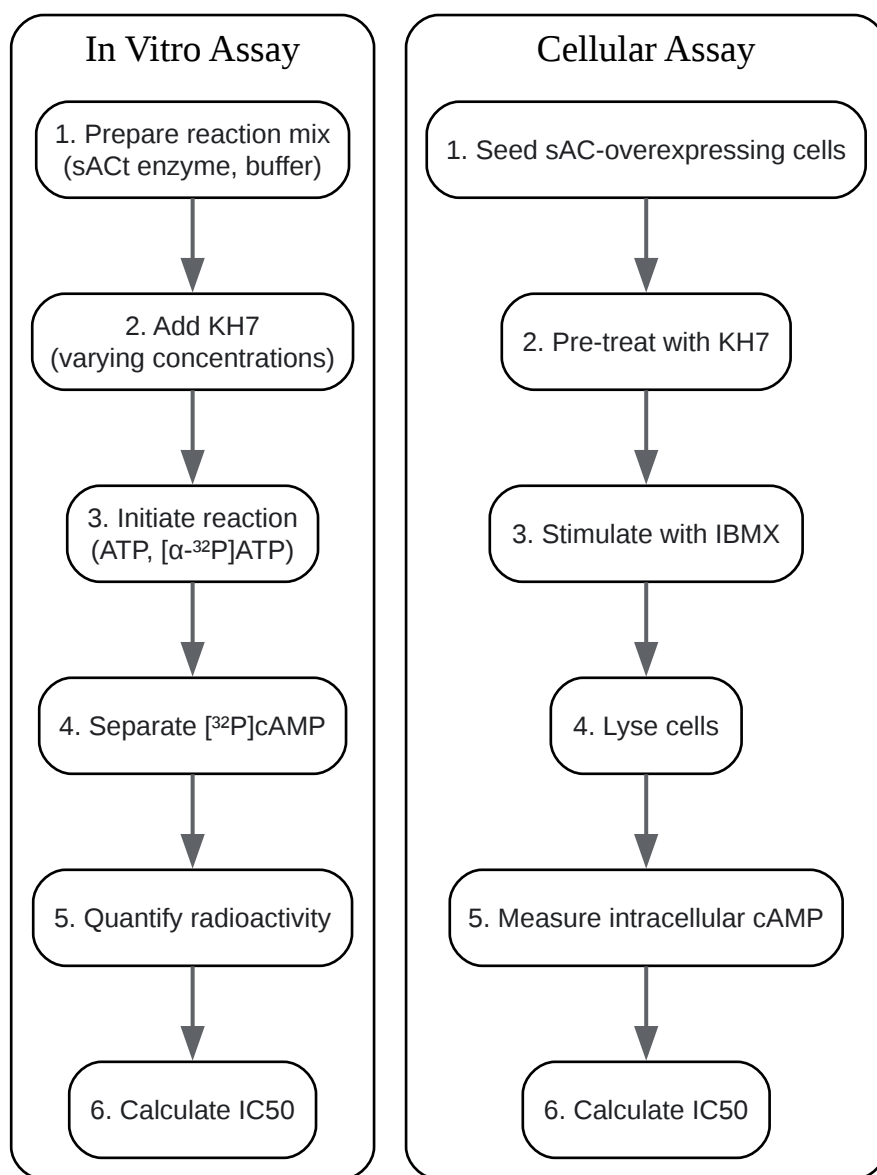 In Vitro Assay
1. Prepare reaction mix
(sACt enzyme, buffer)
2. Add KH7
(varying concentrations)
3. Initiate reaction
(ATP, [α-³²P]ATP)
4. Separate [³²P]cAMP
5. Quantify radioactivity
6. Calculate IC50
Cellular Assay
1. Seed sAC-overexpressing cells
2. Pre-treat with KH7
3. Stimulate with IBMX
4. Lyse cells
5. Measure intracellular cAMP
6. Calculate IC50